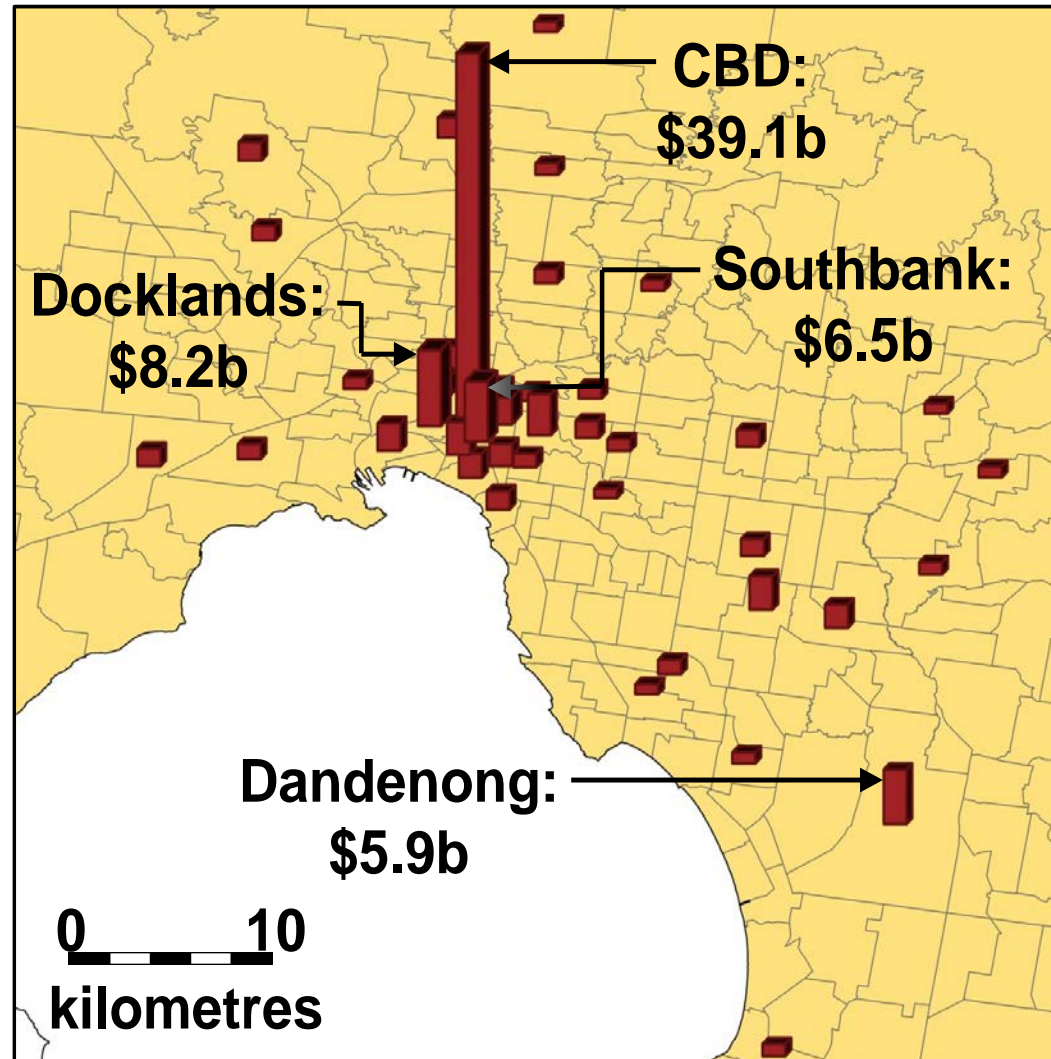 CBD:
$39.1b
Docklands:
$8.2b
Southbank:
$6.5b
Dandenong:
$5.9b
0 10
kilometres